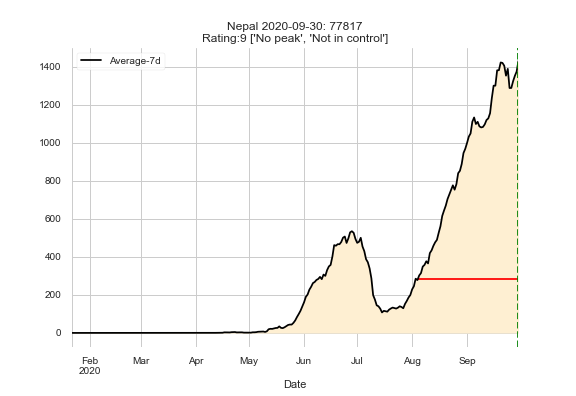 Nepal 2020-09-30: 77817
Rating:9 ['No peak', 'Not in control']
Average-7d
1400
1200
1000
800
600
400
200
0
Feb Mar Apr May Jun Jul Aug Sep
2020
Date